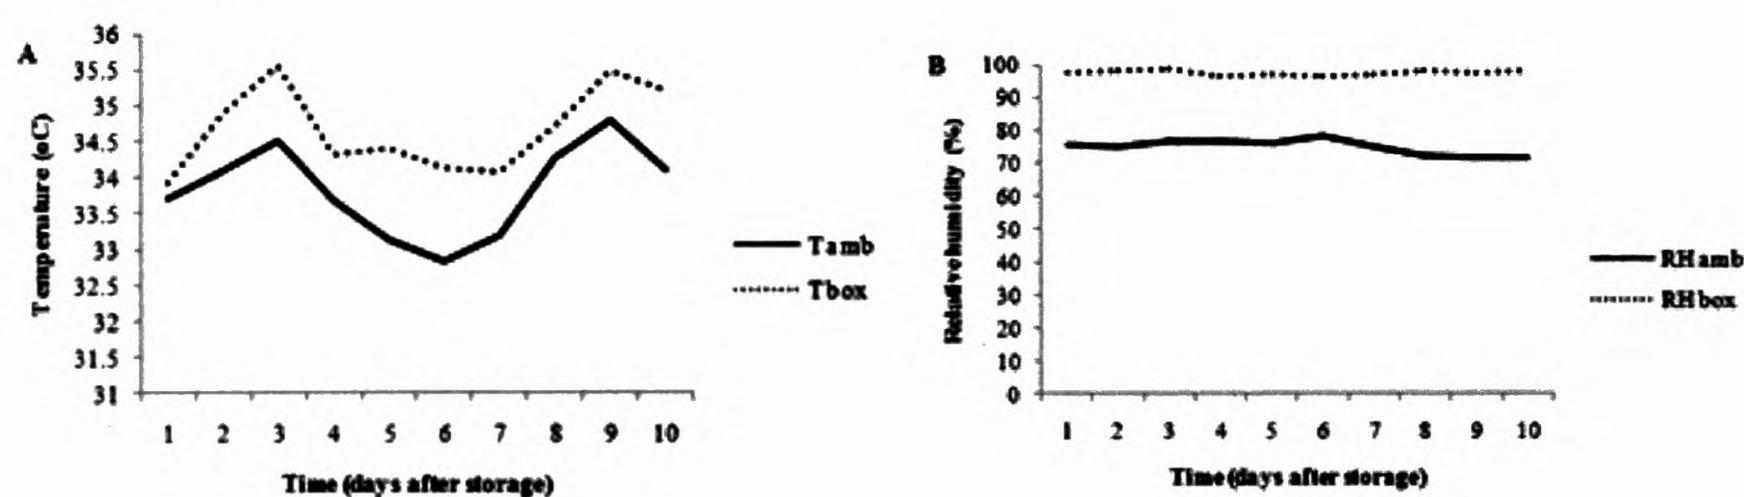 A
Temperature (oC)
36
35.5
35
34.5
34
33.5
33
32.5
32
31.5
31
1 2 3 4 5 6 7 8 9 10
Time (days after storage)
Tamb
Tbox
B
Relative humidity (%)
100
90
80
70
60
50
40
30
20
10
0
1 2 3 4 5 6 7 8 9 10
Time (days after storage)
RHamb
RHbox